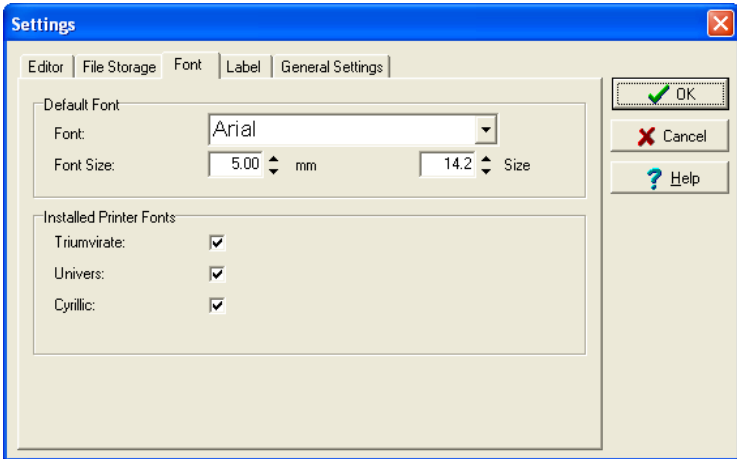 Settings
Editor File Storage Font Label General Settings
Default Font
Font: Arial
Font Size: 5.00 mm 14.2 Size
Installed Printer Fonts
Triumvirate:
Univers:
Cyrillic:
OK
Cancel
Help